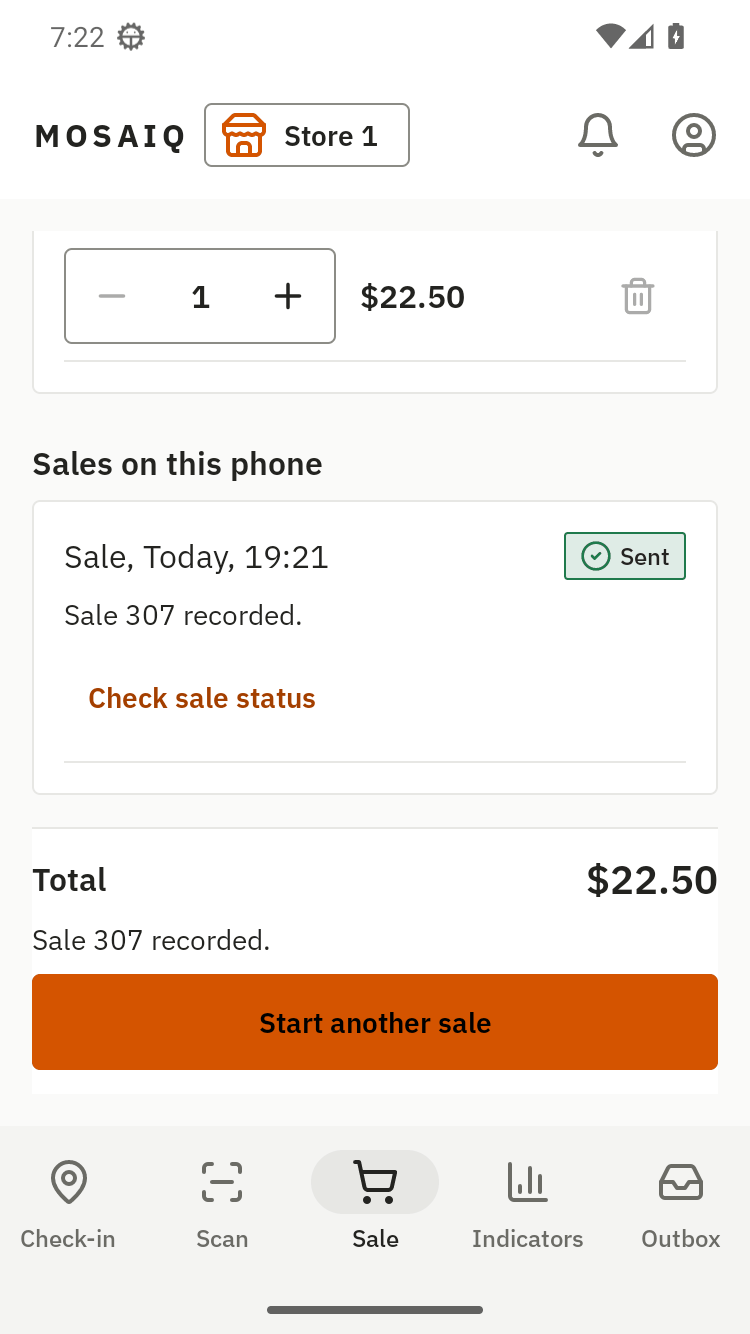 7:22
MOSAIQ
Store 1
1
$22.50
Sales on this phone
Sale, Today, 19:21
Sent
Sale 307 recorded.
Check sale status
Total
$22.50
Sale 307 recorded.
Start another sale
Check-in
Scan
Sale
Indicators
Outbox